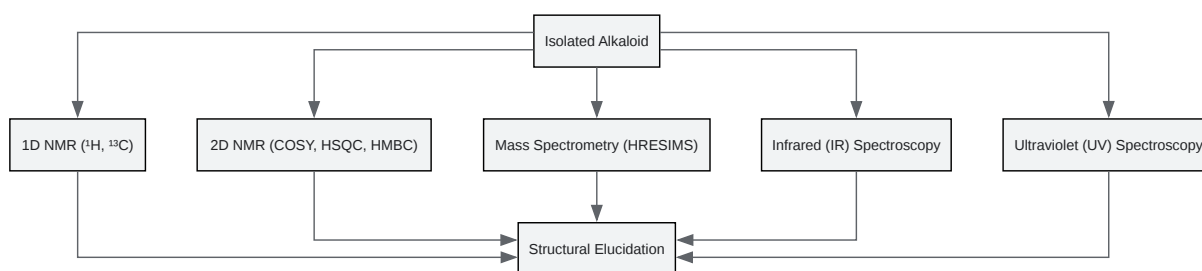 Isolated Alkaloid
1D NMR (¹H, ¹³C)
2D NMR (COSY, HSQC, HMBC)
Mass Spectrometry (HRESIMS)
Infrared (IR) Spectroscopy
Ultraviolet (UV) Spectroscopy
Structural Elucidation